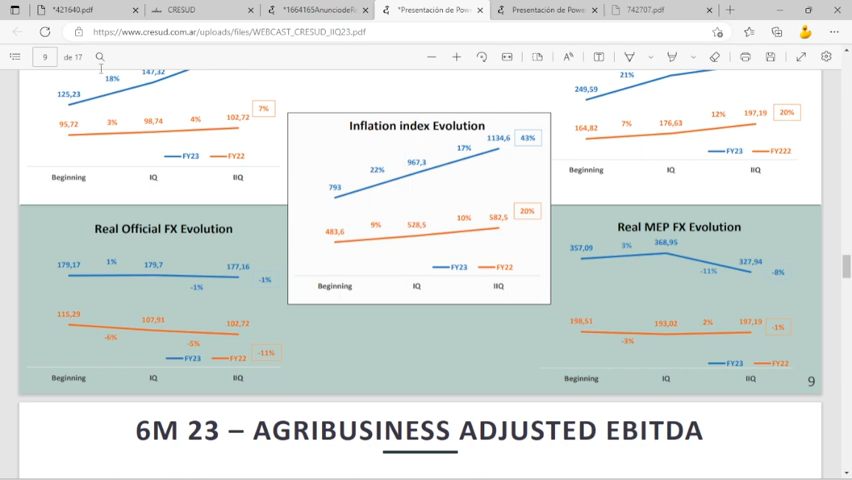 *421640.pdf
CRESUD
*1664165AnunciodeFe
*Presentación de Powe
Presentación de Powe
742707.pdf
https://www.cresud.com.ar/uploads/files/WEBCAST_CRESUD_IIQ23.pdf
9 de 17
125,23 18% 147,32
95,72 3% 98,74 4% 102,72 7%
FY23 FY22
Beginning IQ IIQ
Inflation index Evolution
793 22% 967,3 17% 1134,6 43%
483,6 9% 528,5 10% 582,5 20%
FY23 FY22
Beginning IQ IIQ
249,59 21%
164,82 7% 176,63 12% 197,19 20%
FY23 FY222
Beginning IQ IIQ
Real Official FX Evolution
179,17 1% 179,7 -1% 177,16 -1%
115,29 -6% 107,91 -5% 102,72 -11%
FY23 FY22
Beginning IQ IIQ
Real MEP FX Evolution
357,09 3% 368,95 -11% 327,94 -8%
198,51 -3% 193,02 2% 197,19 -1%
FY23 FY22
Beginning IQ IIQ
9
6M 23 – AGRIBUSINESS ADJUSTED EBITDA